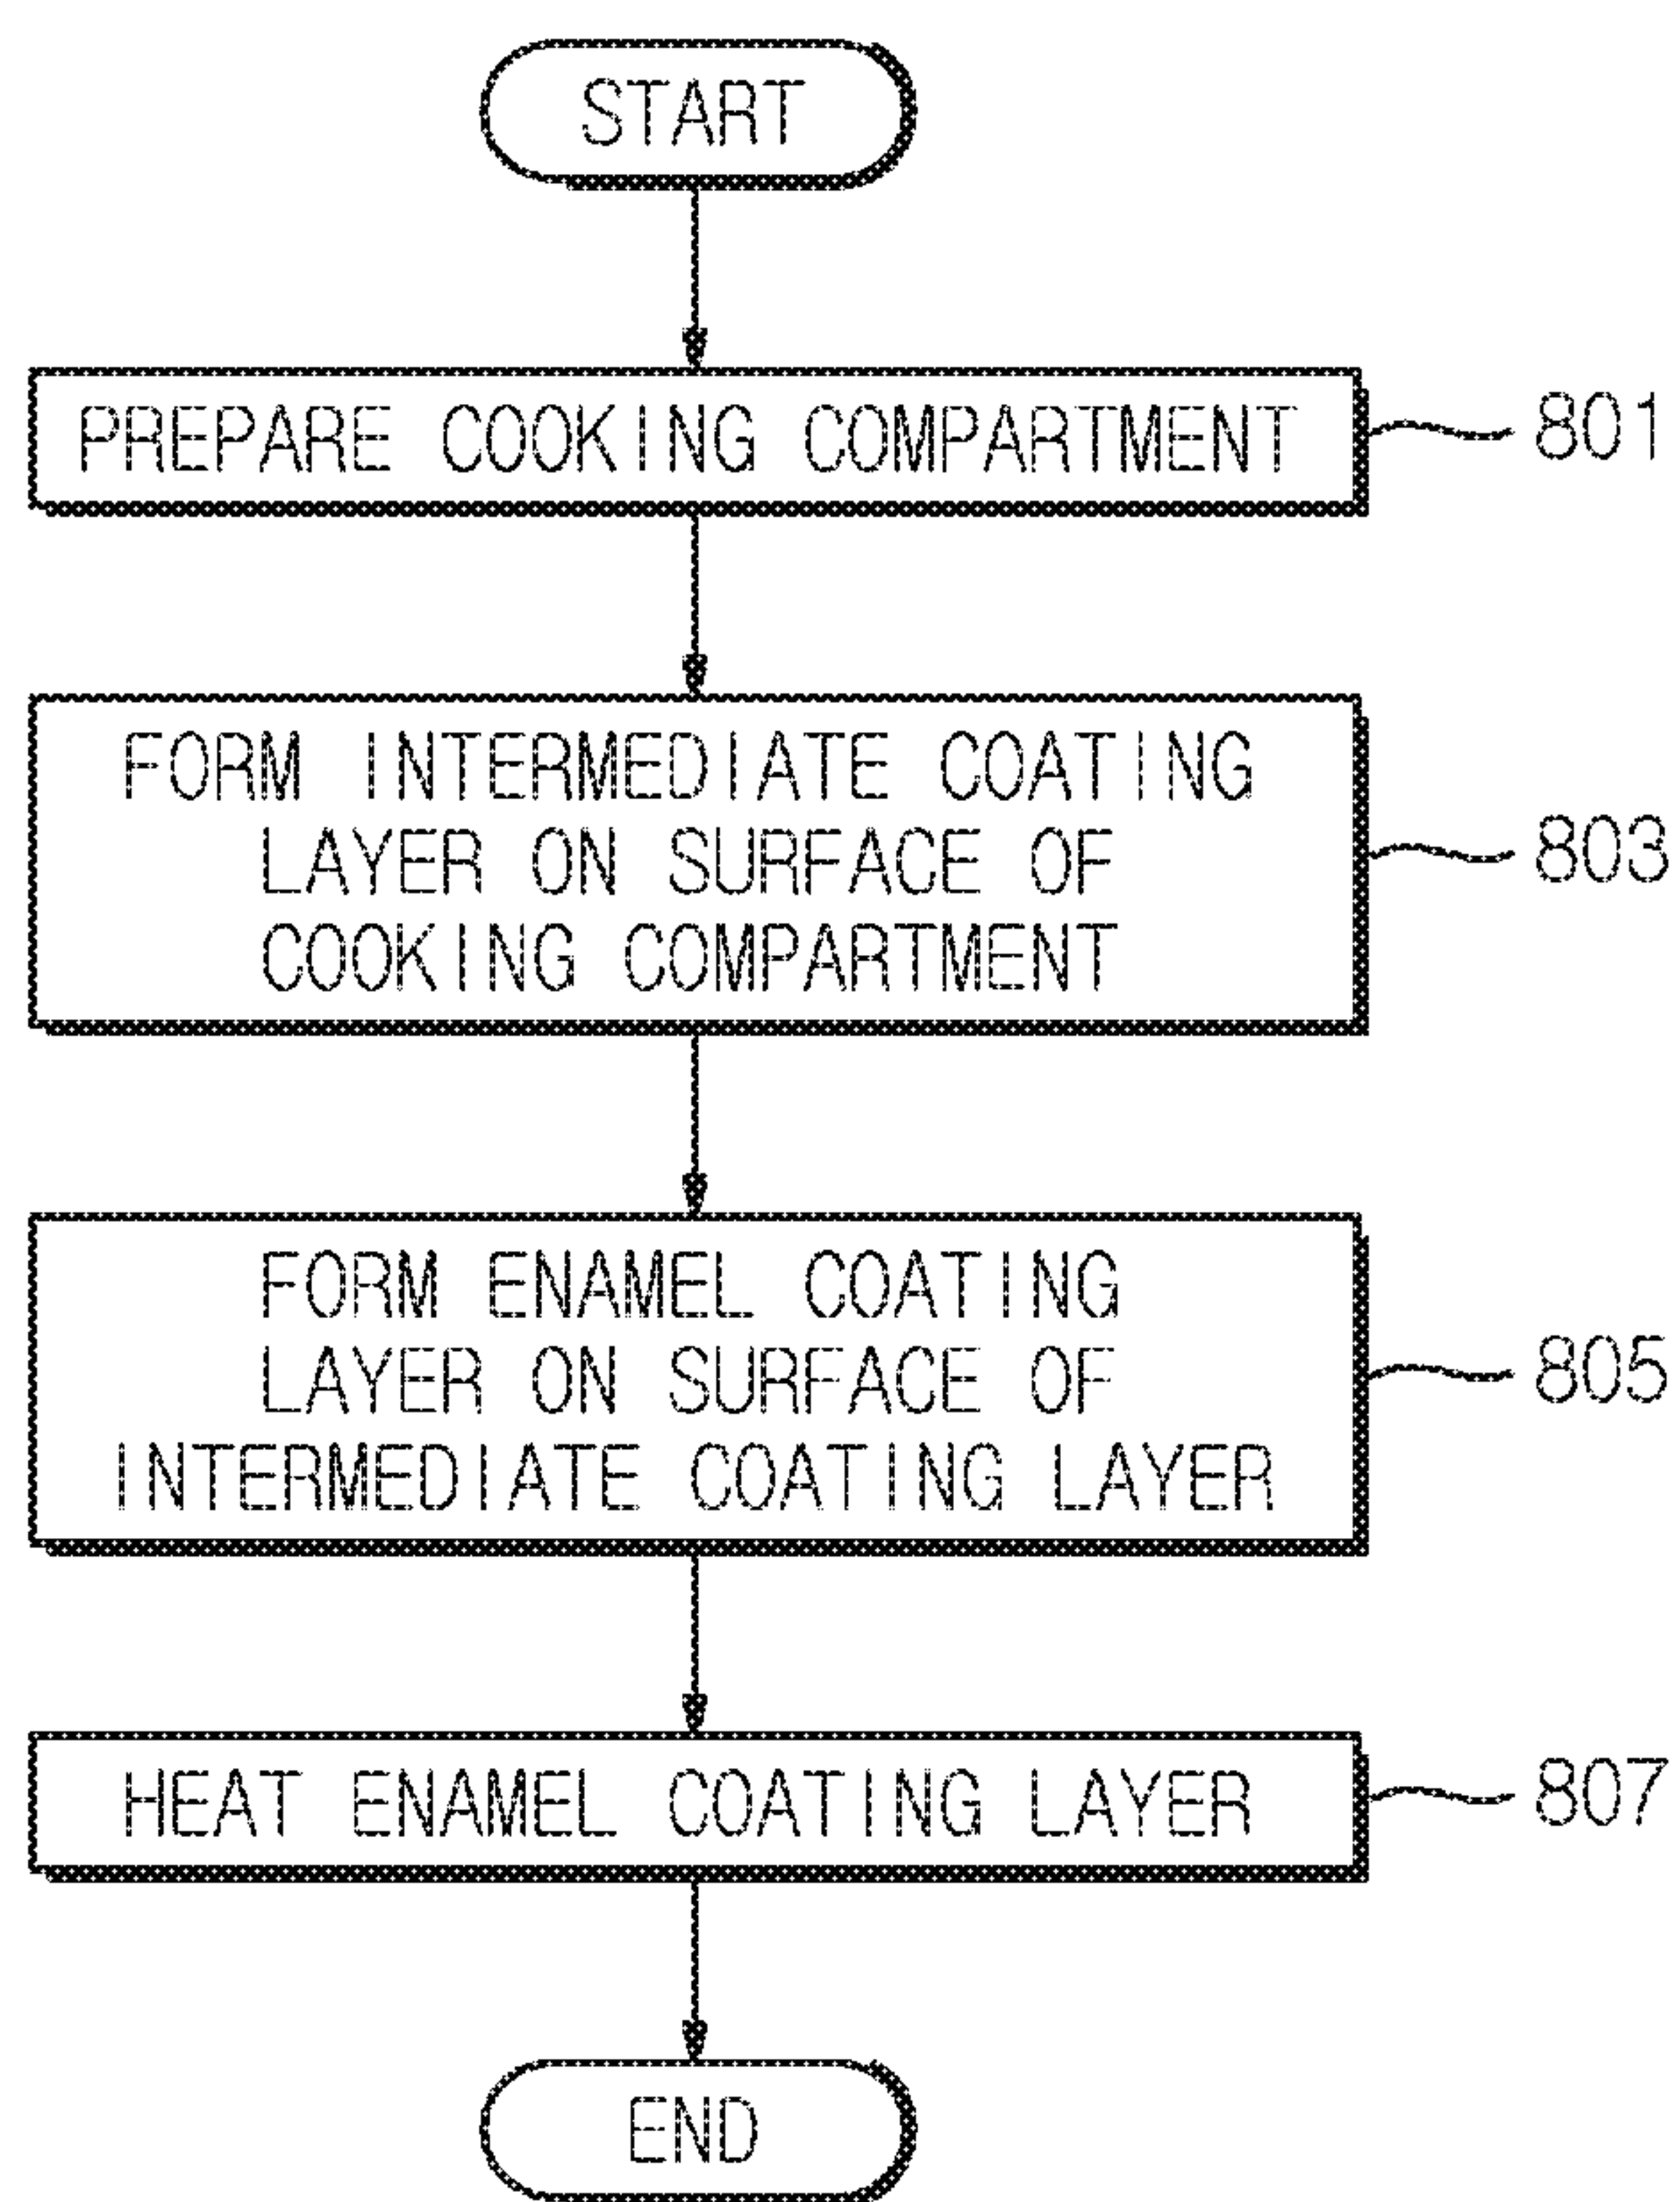 START
PREPARE COOKING COMPARTMENT
801
FORM INTERMEDIATE COATING
LAYER ON SURFACE OF
COOKING COMPARTMENT
803
FORM ENAMEL COATING
LAYER ON SURFACE OF
INTERMEDIATE COATING LAYER
805
HEAT ENAMEL COATING LAYER
807
END